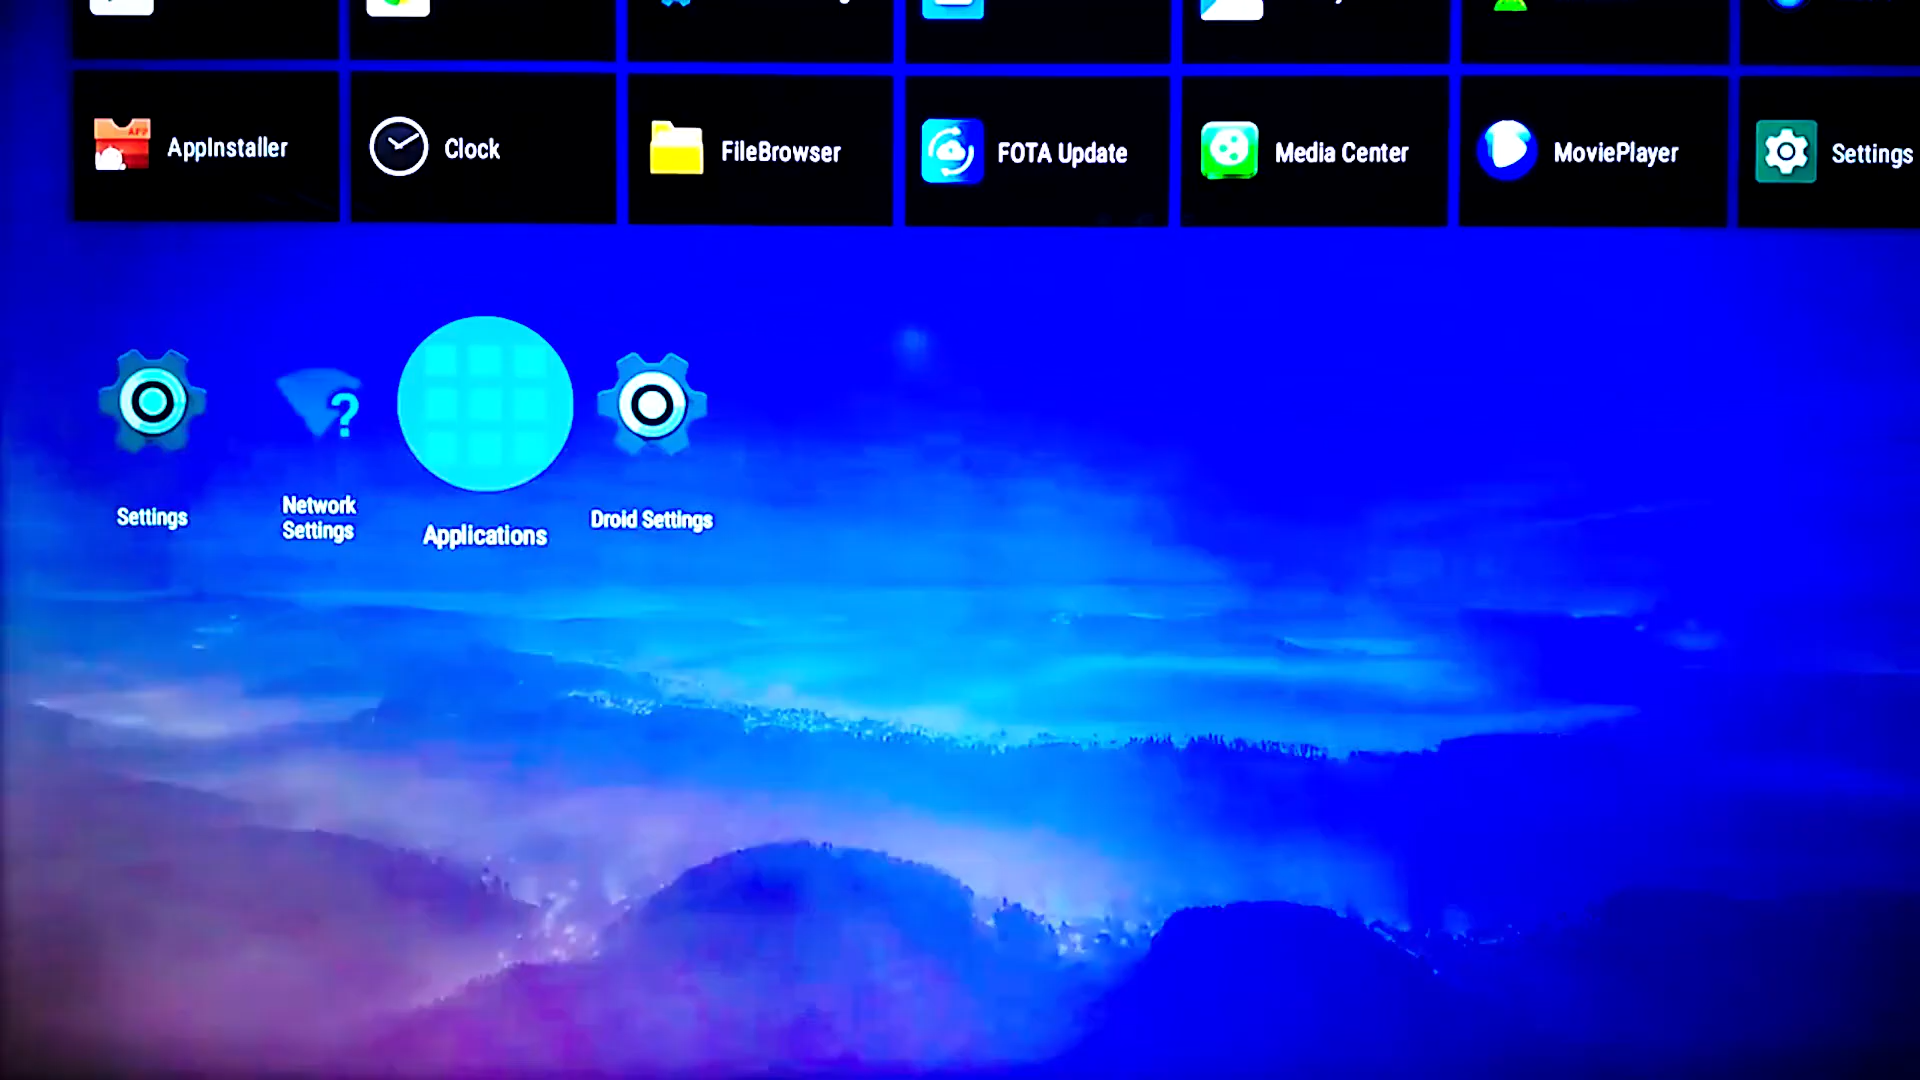 AppInstaller
Clock
FileBrowser
FOTA Update
Media Center
MoviePlayer
Settings
Settings
Network
Settings
Applications
Droid Settings